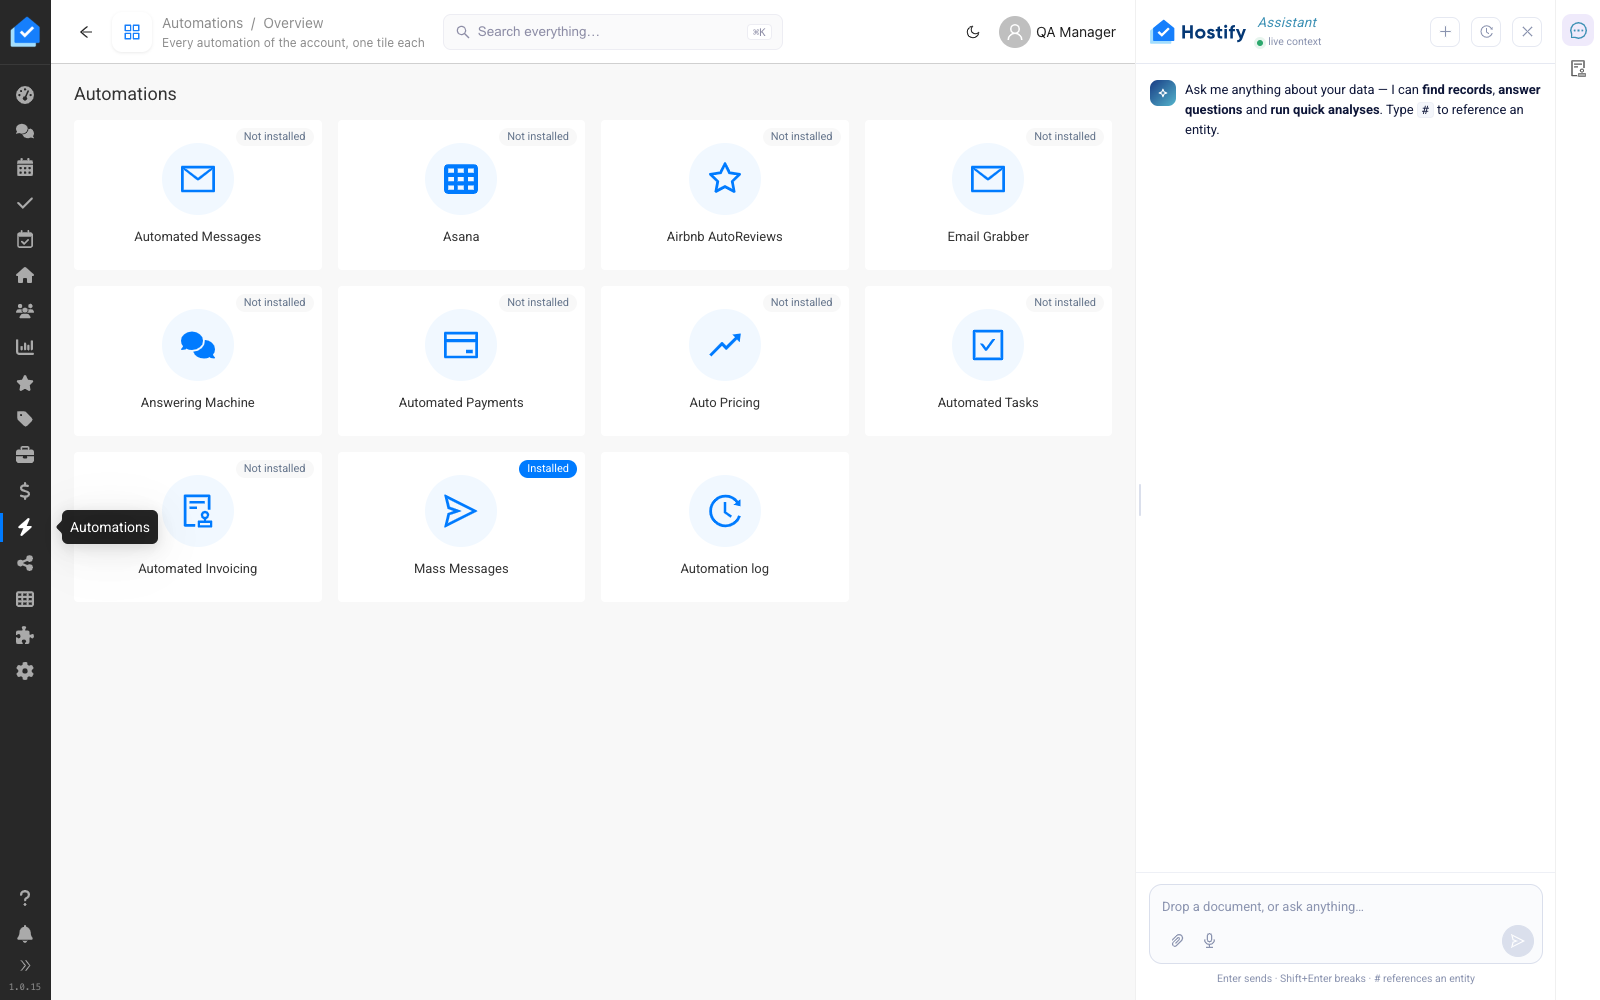 Automations / Overview
Every automation of the account, one tile each
Search everything...
⌘K
QA Manager
Hostify
Assistant
live context
Automations
Not installed
Automated Messages
Not installed
Asana
Not installed
Airbnb AutoReviews
Not installed
Email Grabber
Not installed
Answering Machine
Not installed
Automated Payments
Not installed
Auto Pricing
Not installed
Automated Tasks
Not installed
Automated Invoicing
Installed
Mass Messages
Automation log
Automations
1.0.15
Ask me anything about your data — I can find records, answer
questions and run quick analyses. Type # to reference an
entity.
Drop a document, or ask anything...
Enter sends · Shift+Enter breaks · # references an entity